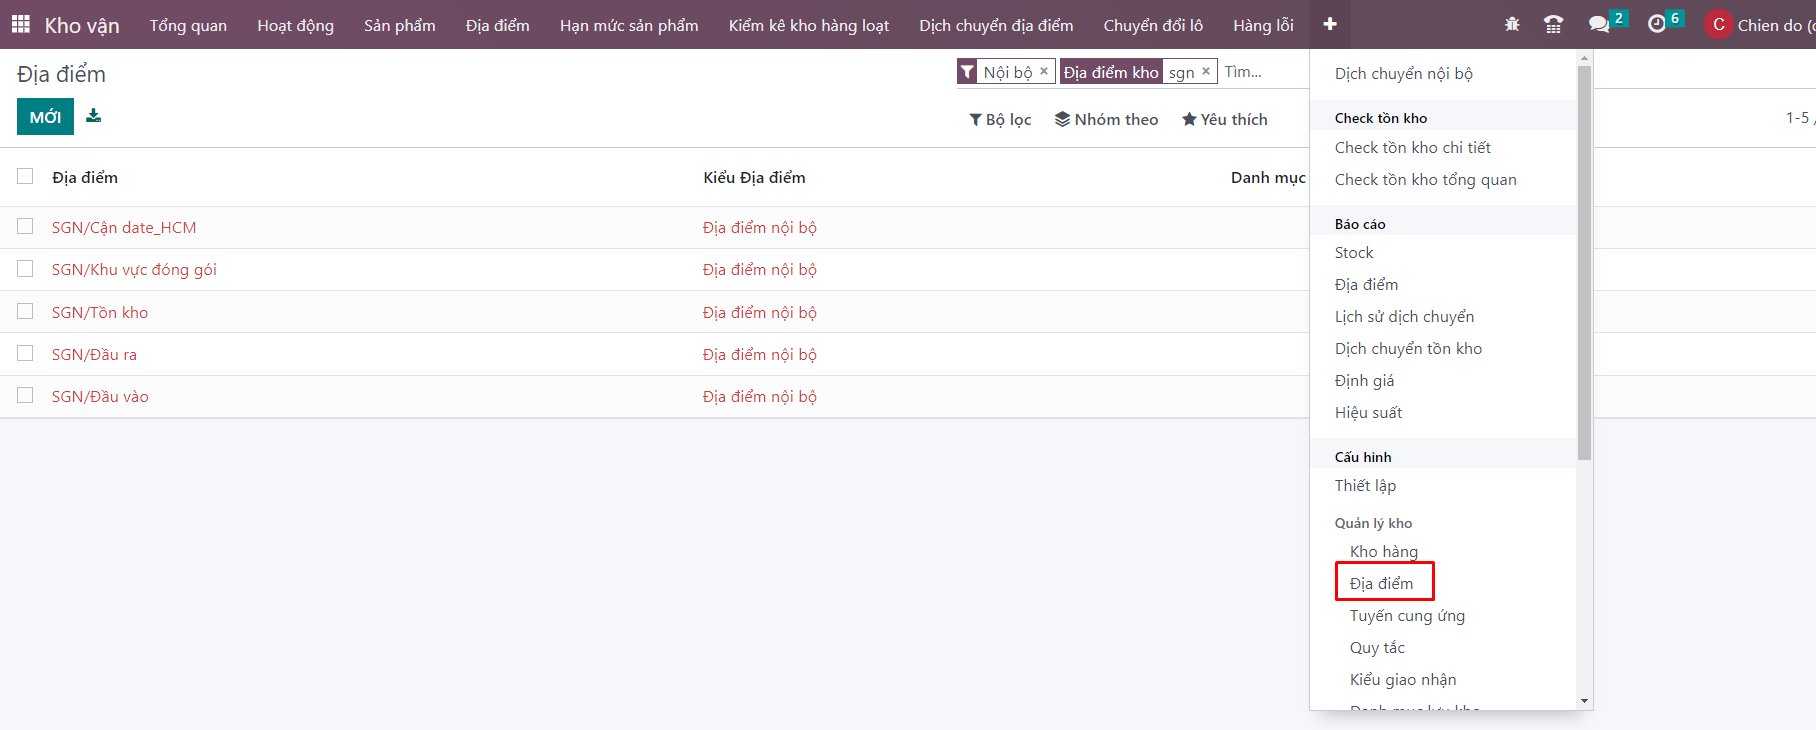 Kho vận Tổng quan Hoạt động Sản phẩm Địa điểm Hạn mức sản phẩm Kiểm kê kho hàng loạt Dịch chuyển địa điểm Chuyển đổi lô Hàng lỗi 2 6 C Chien do (
Địa điểm
Nội bộ × Địa điểm kho sgn × Tìm...
MỚI
Bộ lọc Nhóm theo Yêu thích
1-5 /
Địa điểm Kiểu Địa điểm Danh mục
SGN/Cận date_HCM Địa điểm nội bộ
SGN/Khu vực đóng gói Địa điểm nội bộ
SGN/Tồn kho Địa điểm nội bộ
SGN/Đầu ra Địa điểm nội bộ
SGN/Đầu vào Địa điểm nội bộ
Dịch chuyển nội bộ
Check tồn kho
Check tồn kho chi tiết
Check tồn kho tổng quan
Báo cáo
Stock
Địa điểm
Lịch sử dịch chuyển
Dịch chuyển tồn kho
Định giá
Hiệu suất
Cấu hình
Thiết lập
Quản lý kho
Kho hàng
Địa điểm
Tuyến cung ứng
Quy tắc
Kiểu giao nhận